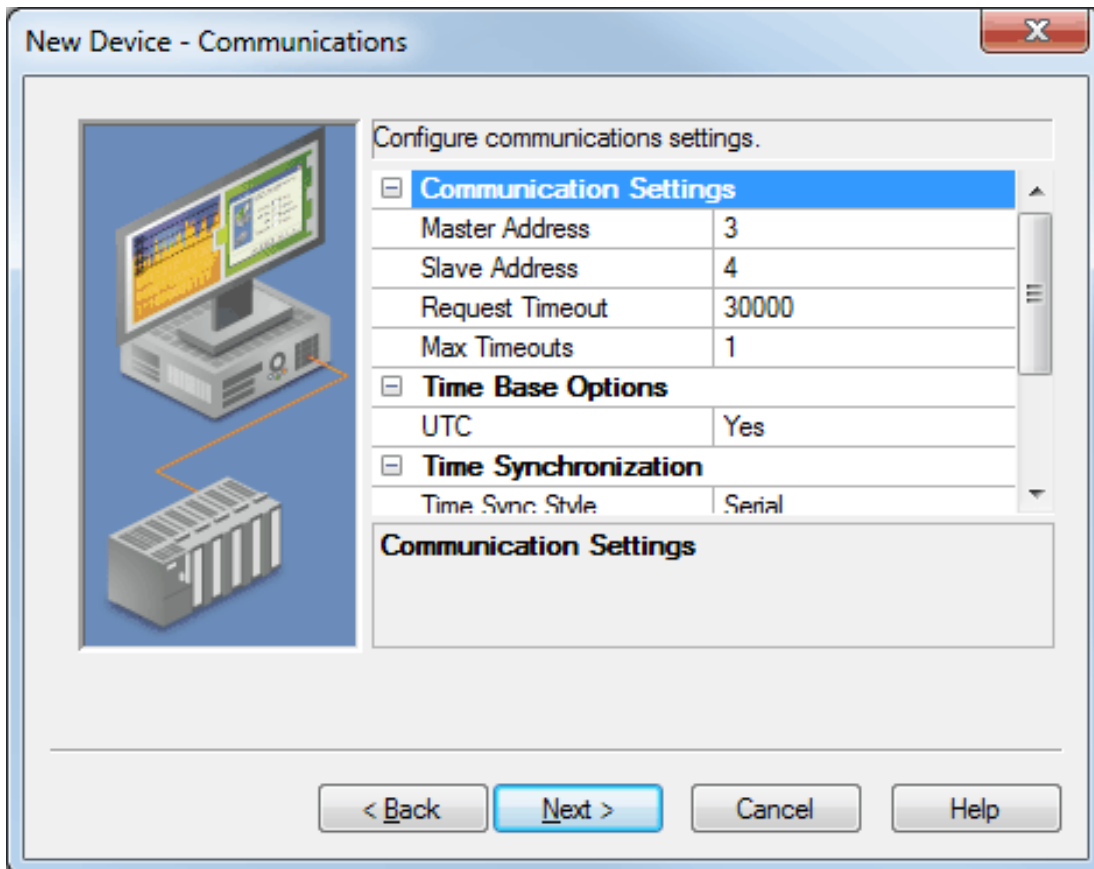 New Device - Communications
Configure communications settings.
Communication Settings
Master Address 3
Slave Address 4
Request Timeout 30000
Max Timeouts 1
Time Base Options
UTC Yes
Time Synchronization
Time Sync Style Serial
Communication Settings
< Back Next > Cancel Help